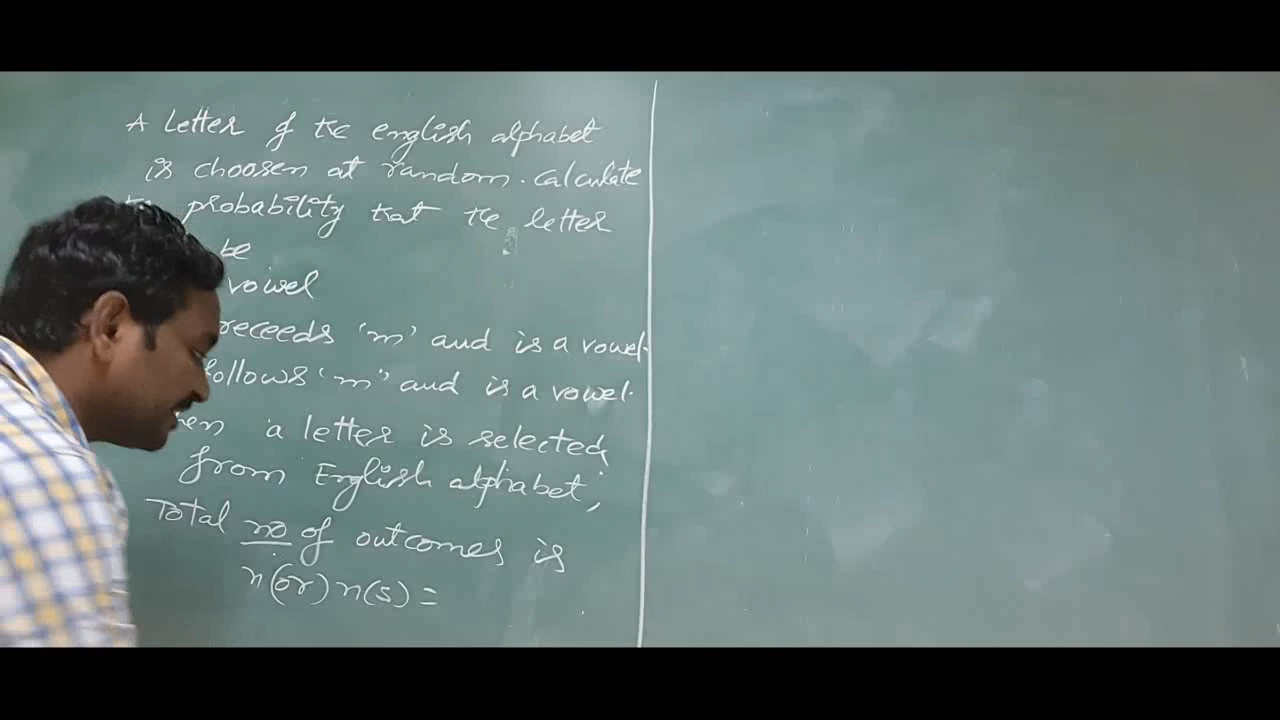 A letter of the english alphabet
is choosen at random. Calculate
probability that the letter
be
vowel
receeds 'm' and is a vowel.
follows 'm' and is a vowel.
a letter is selected
from English alphabet,
Total no of outcomes is
n(or) n(s) =